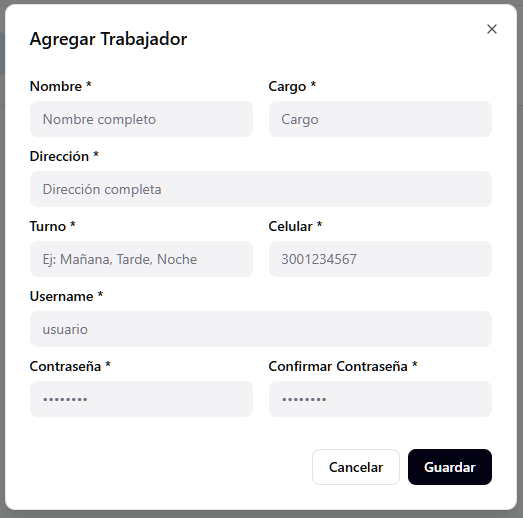 Agregar Trabajador
Nombre * Cargo *
Nombre completo Cargo
Dirección *
Dirección completa
Turno * Celular *
Ej: Mañana, Tarde, Noche 3001234567
Username *
usuario
Contraseña * Confirmar Contraseña *
•••••••• ••••••••
Cancelar Guardar